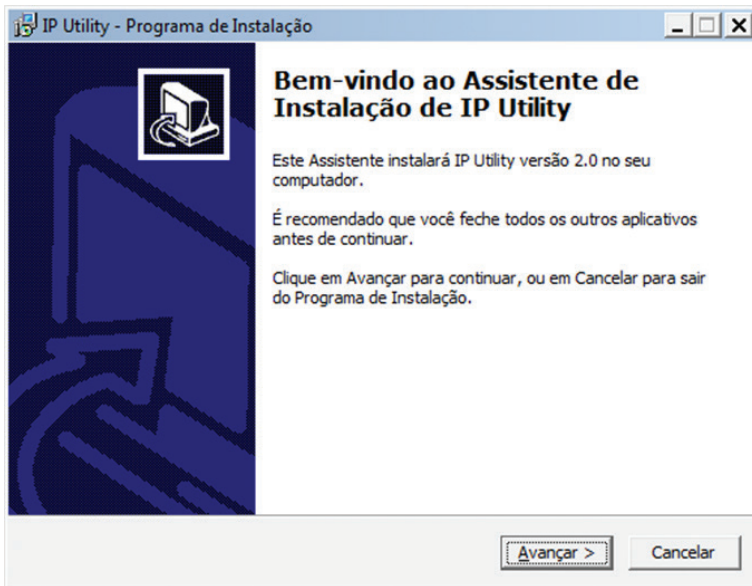 IP Utility - Programa de Instalação
Bem-vindo ao Assistente de
Instalação de IP Utility
Este Assistente instalará IP Utility versão 2.0 no seu
computador.
É recomendado que você feche todos os outros aplicativos
antes de continuar.
Clique em Avançar para continuar, ou em Cancelar para sair
do Programa de Instalação.
Avançar >
Cancelar